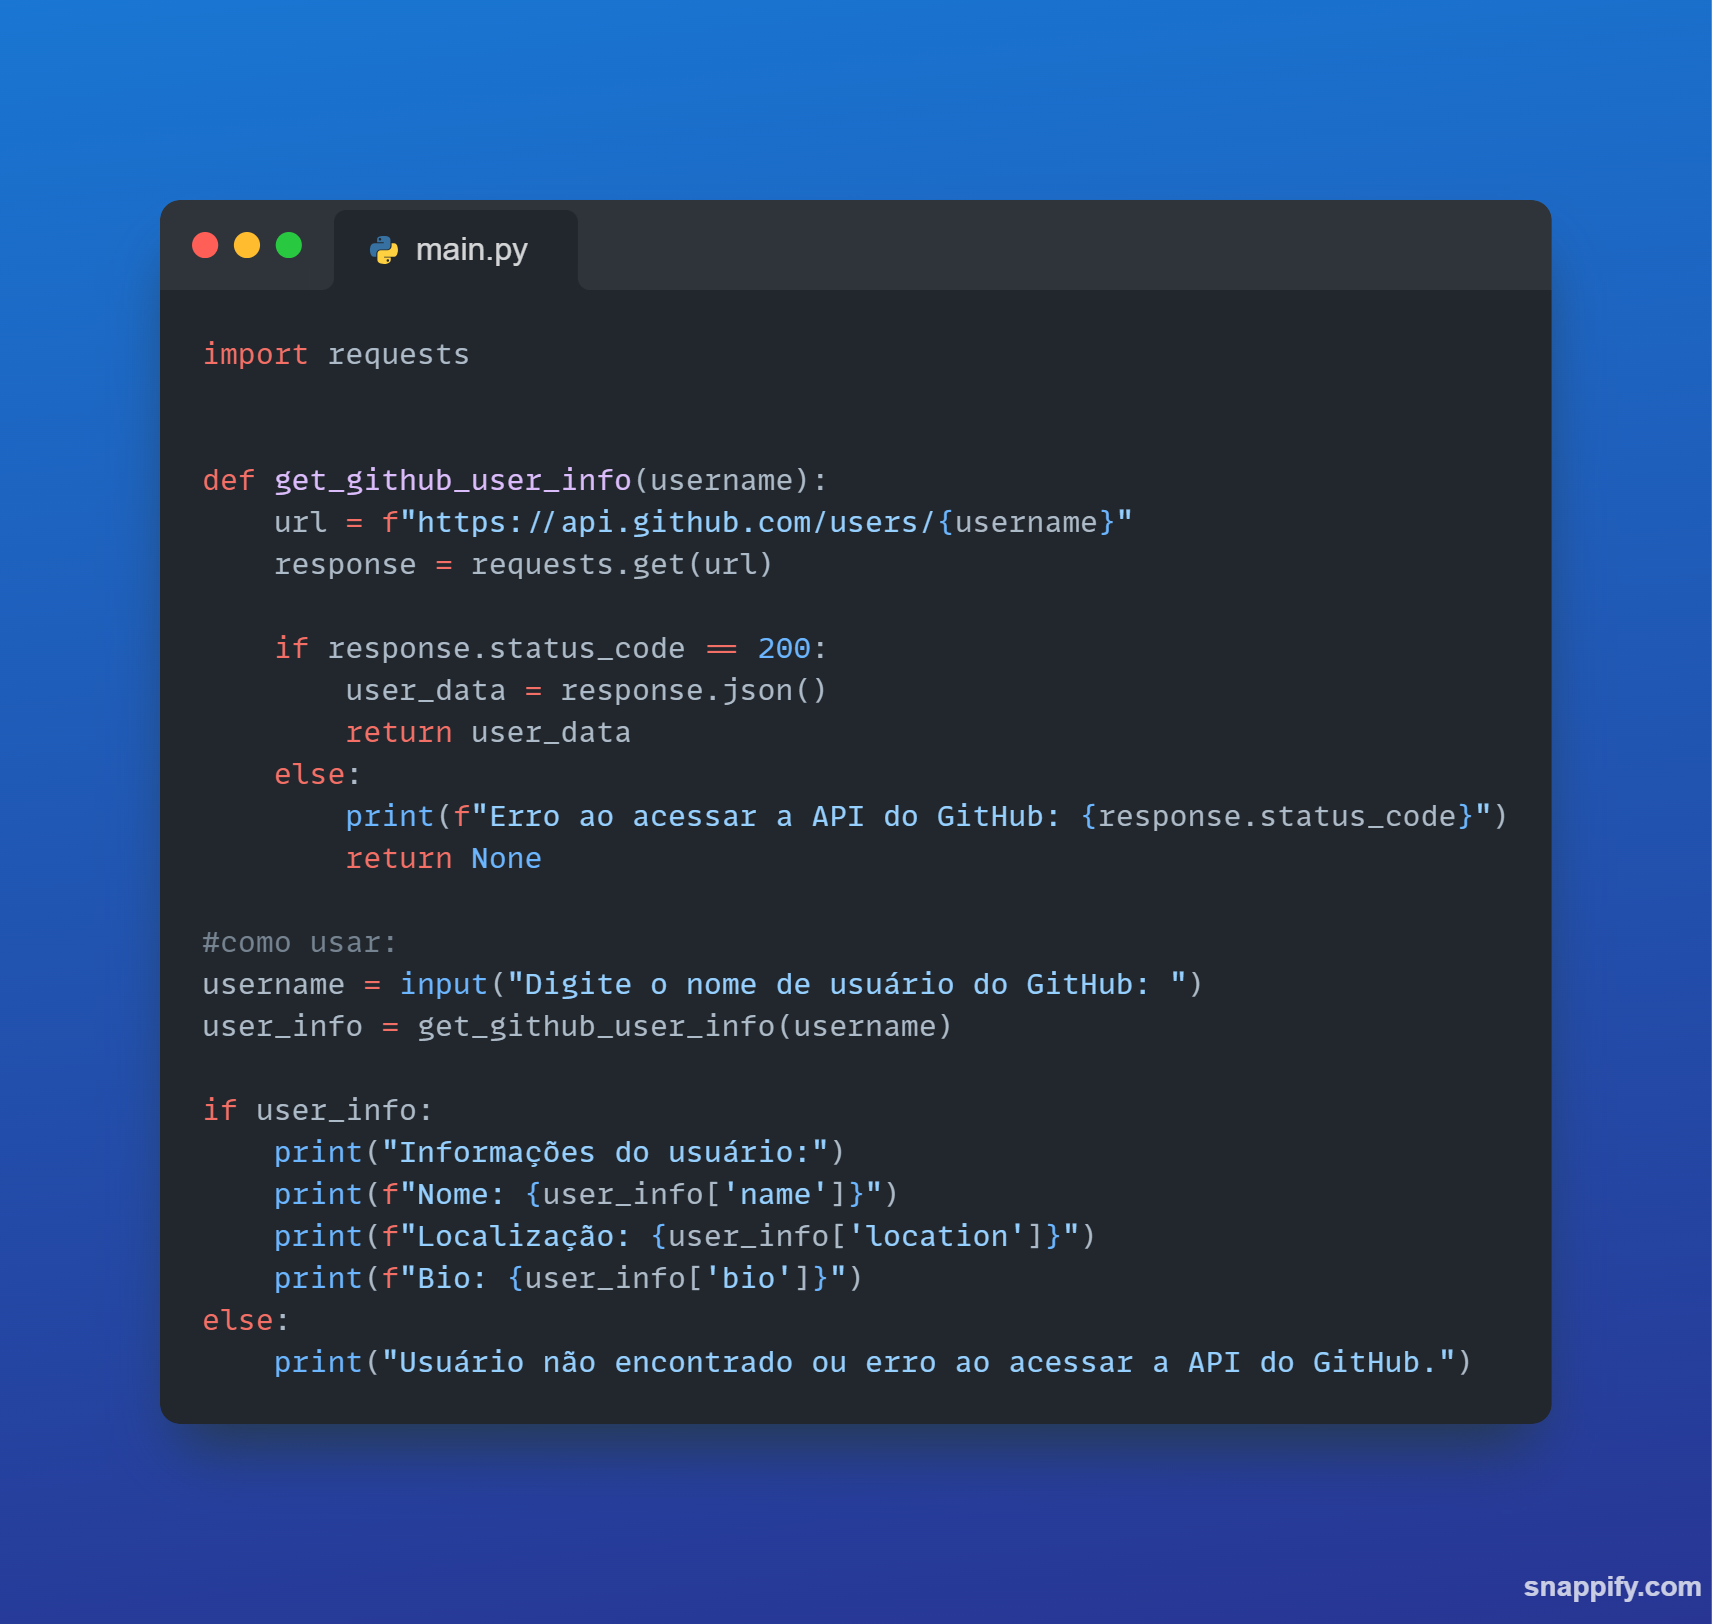 main.py
import requests
def get_github_user_info(username):
    url = f"https://api.github.com/users/{username}"
    response = requests.get(url)
    if response.status_code == 200:
        user_data = response.json()
        return user_data
    else:
        print(f"Erro ao acessar a API do GitHub: {response.status_code}")
        return None
#como usar:
username = input("Digite o nome de usuário do GitHub: ")
user_info = get_github_user_info(username)
if user_info:
    print("Informações do usuário:")
    print(f"Nome: {user_info['name']}")
    print(f"Localização: {user_info['location']}")
    print(f"Bio: {user_info['bio']}")
else:
    print("Usuário não encontrado ou erro ao acessar a API do GitHub.")
snappify.com